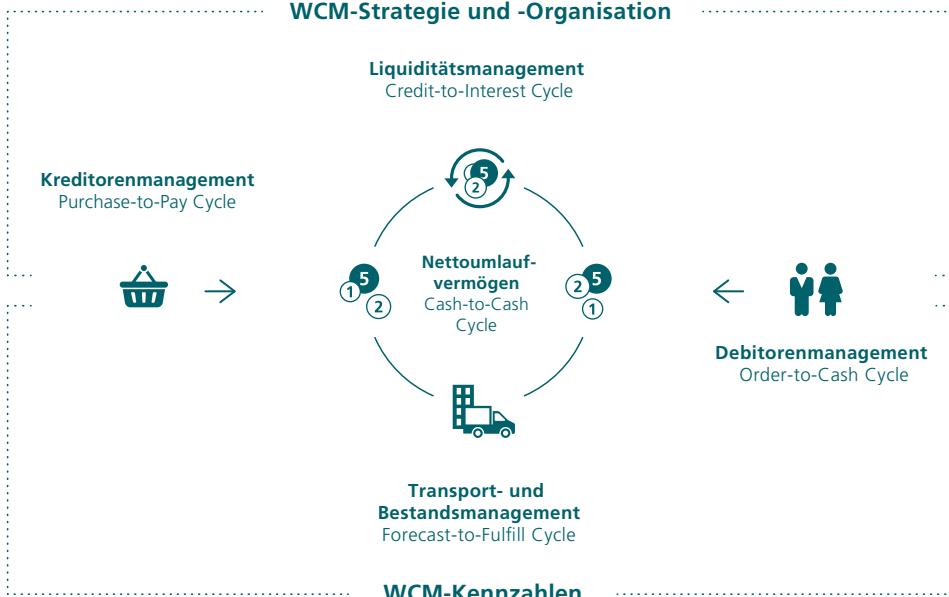 WCM-Strategie und -Organisation
Liquiditätsmanagement
Credit-to-Interest Cycle
5
2
Kreditorenmanagement
Purchase-to-Pay Cycle
5
1
2
Nettoumlauf-
vermögen
Cash-to-Cash
Cycle
2
5
1
Debitorenmanagement
Order-to-Cash Cycle
Transport- und
Bestandsmanagement
Forecast-to-Fulfill Cycle
WCM-Kennzahlen